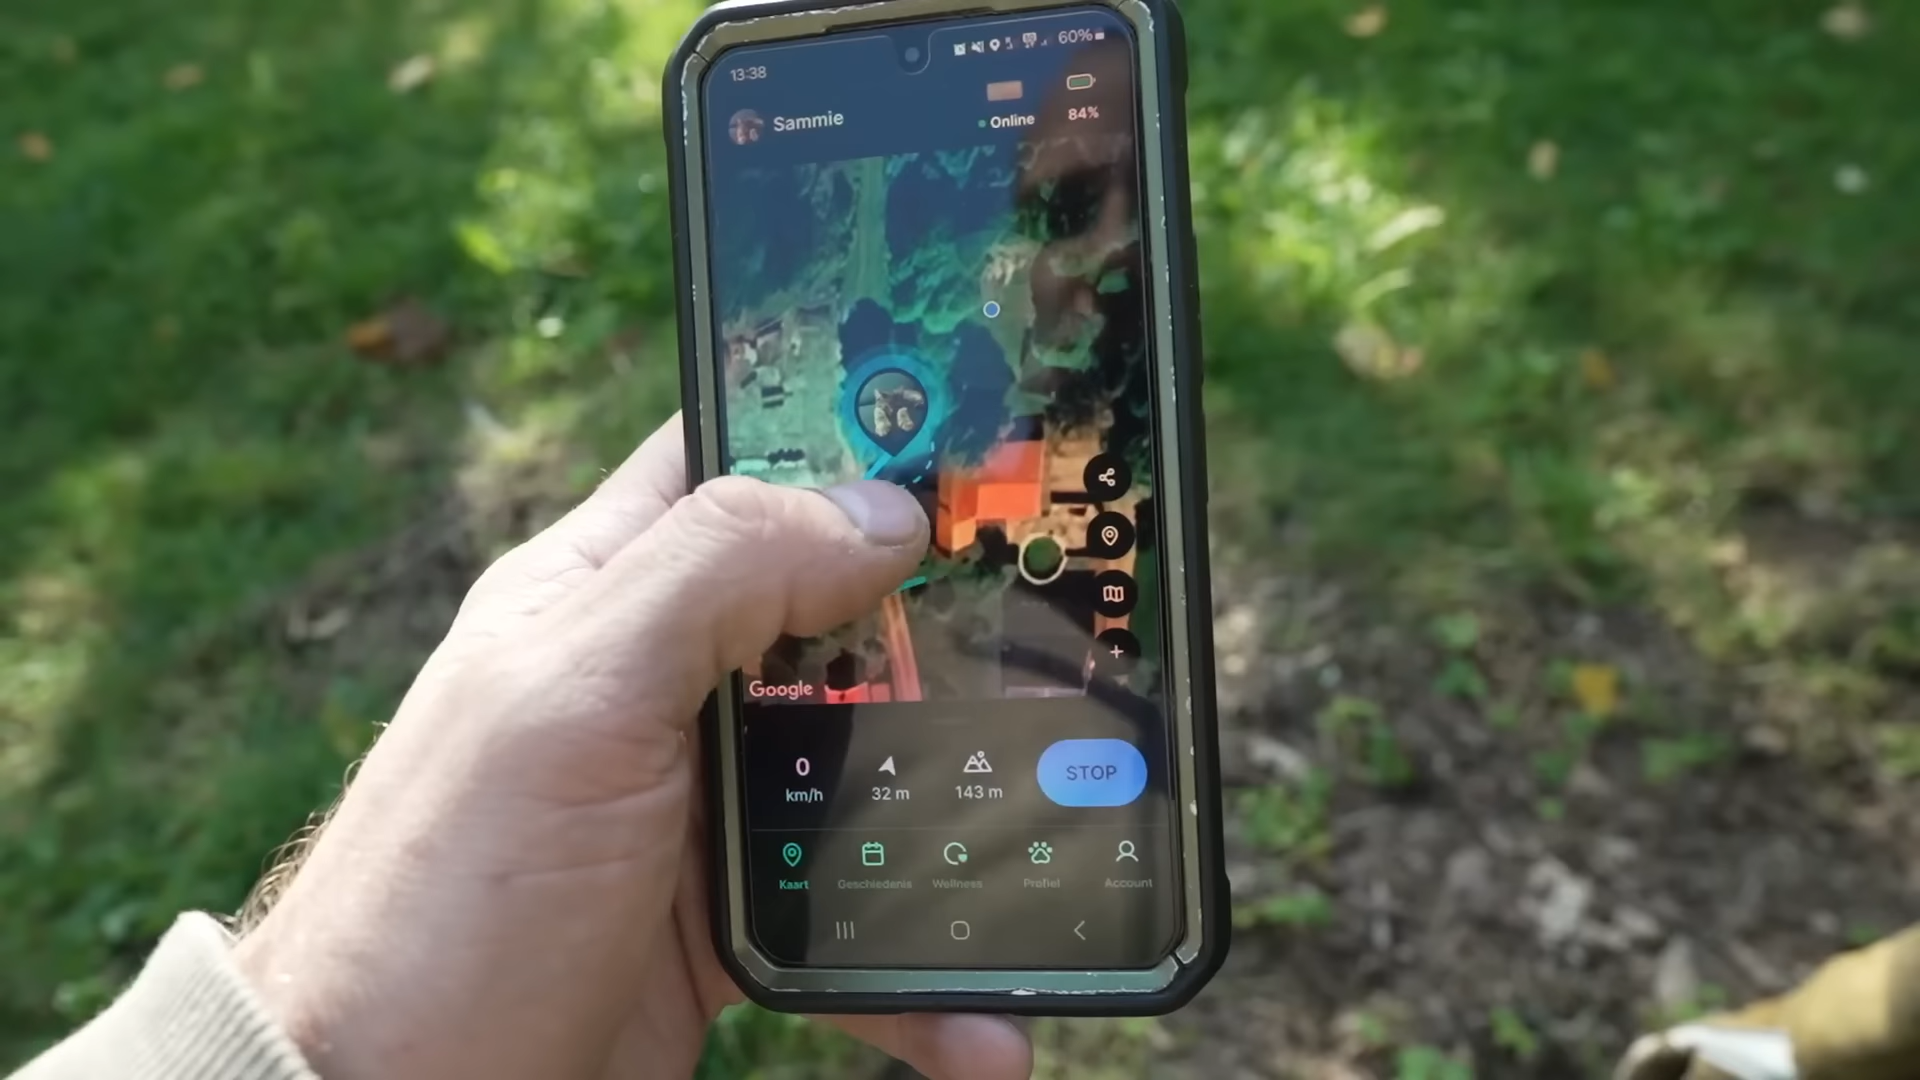 13:38
60%
Sammie
Online
84%
Google
0
km/h
32 m
143 m
STOP
Kaart
Geschiedenis
Wellness
Profiel
Account